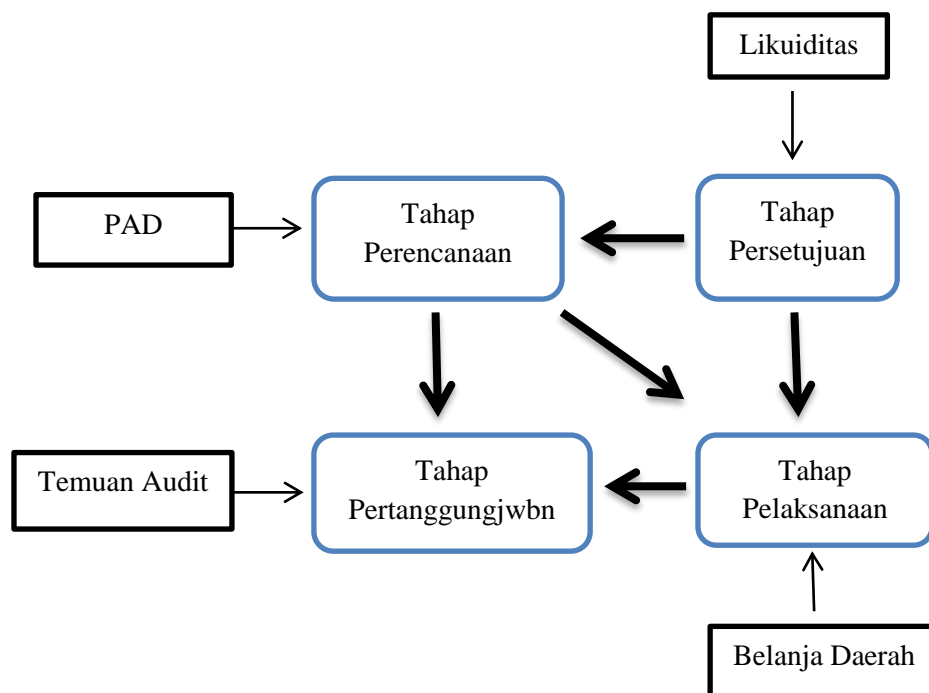 Likuiditas
PAD
Tahap
Perencanaan
Tahap
Persetujuan
Temuan Audit
Tahap
Pertanggungjwbn
Tahap
Pelaksanaan
Belanja Daerah